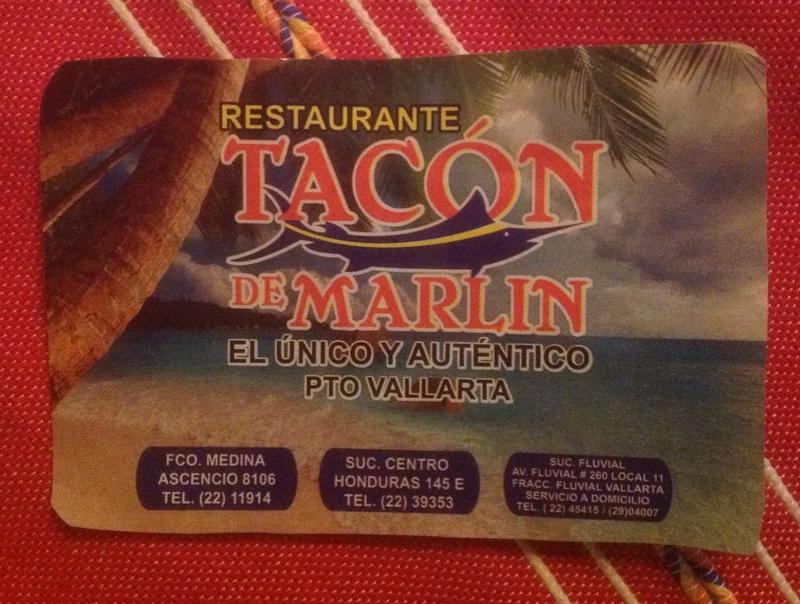 RESTAURANTE
TACÓN
DE MARLIN
EL ÚNICO Y AUTÉNTICO
PTO VALLARTA
FCO. MEDINA
ASCENCIO 8106
TEL. (22) 11914
SUC. CENTRO
HONDURAS 145 E
TEL. (22) 39353
SUC. FLUVIAL
AV. FLUVIAL # 260 LOCAL 11
FRACC. FLUVIAL VALLARTA
SERVICIO A DOMICILIO
TEL. ( 22) 45415 / (29)04007